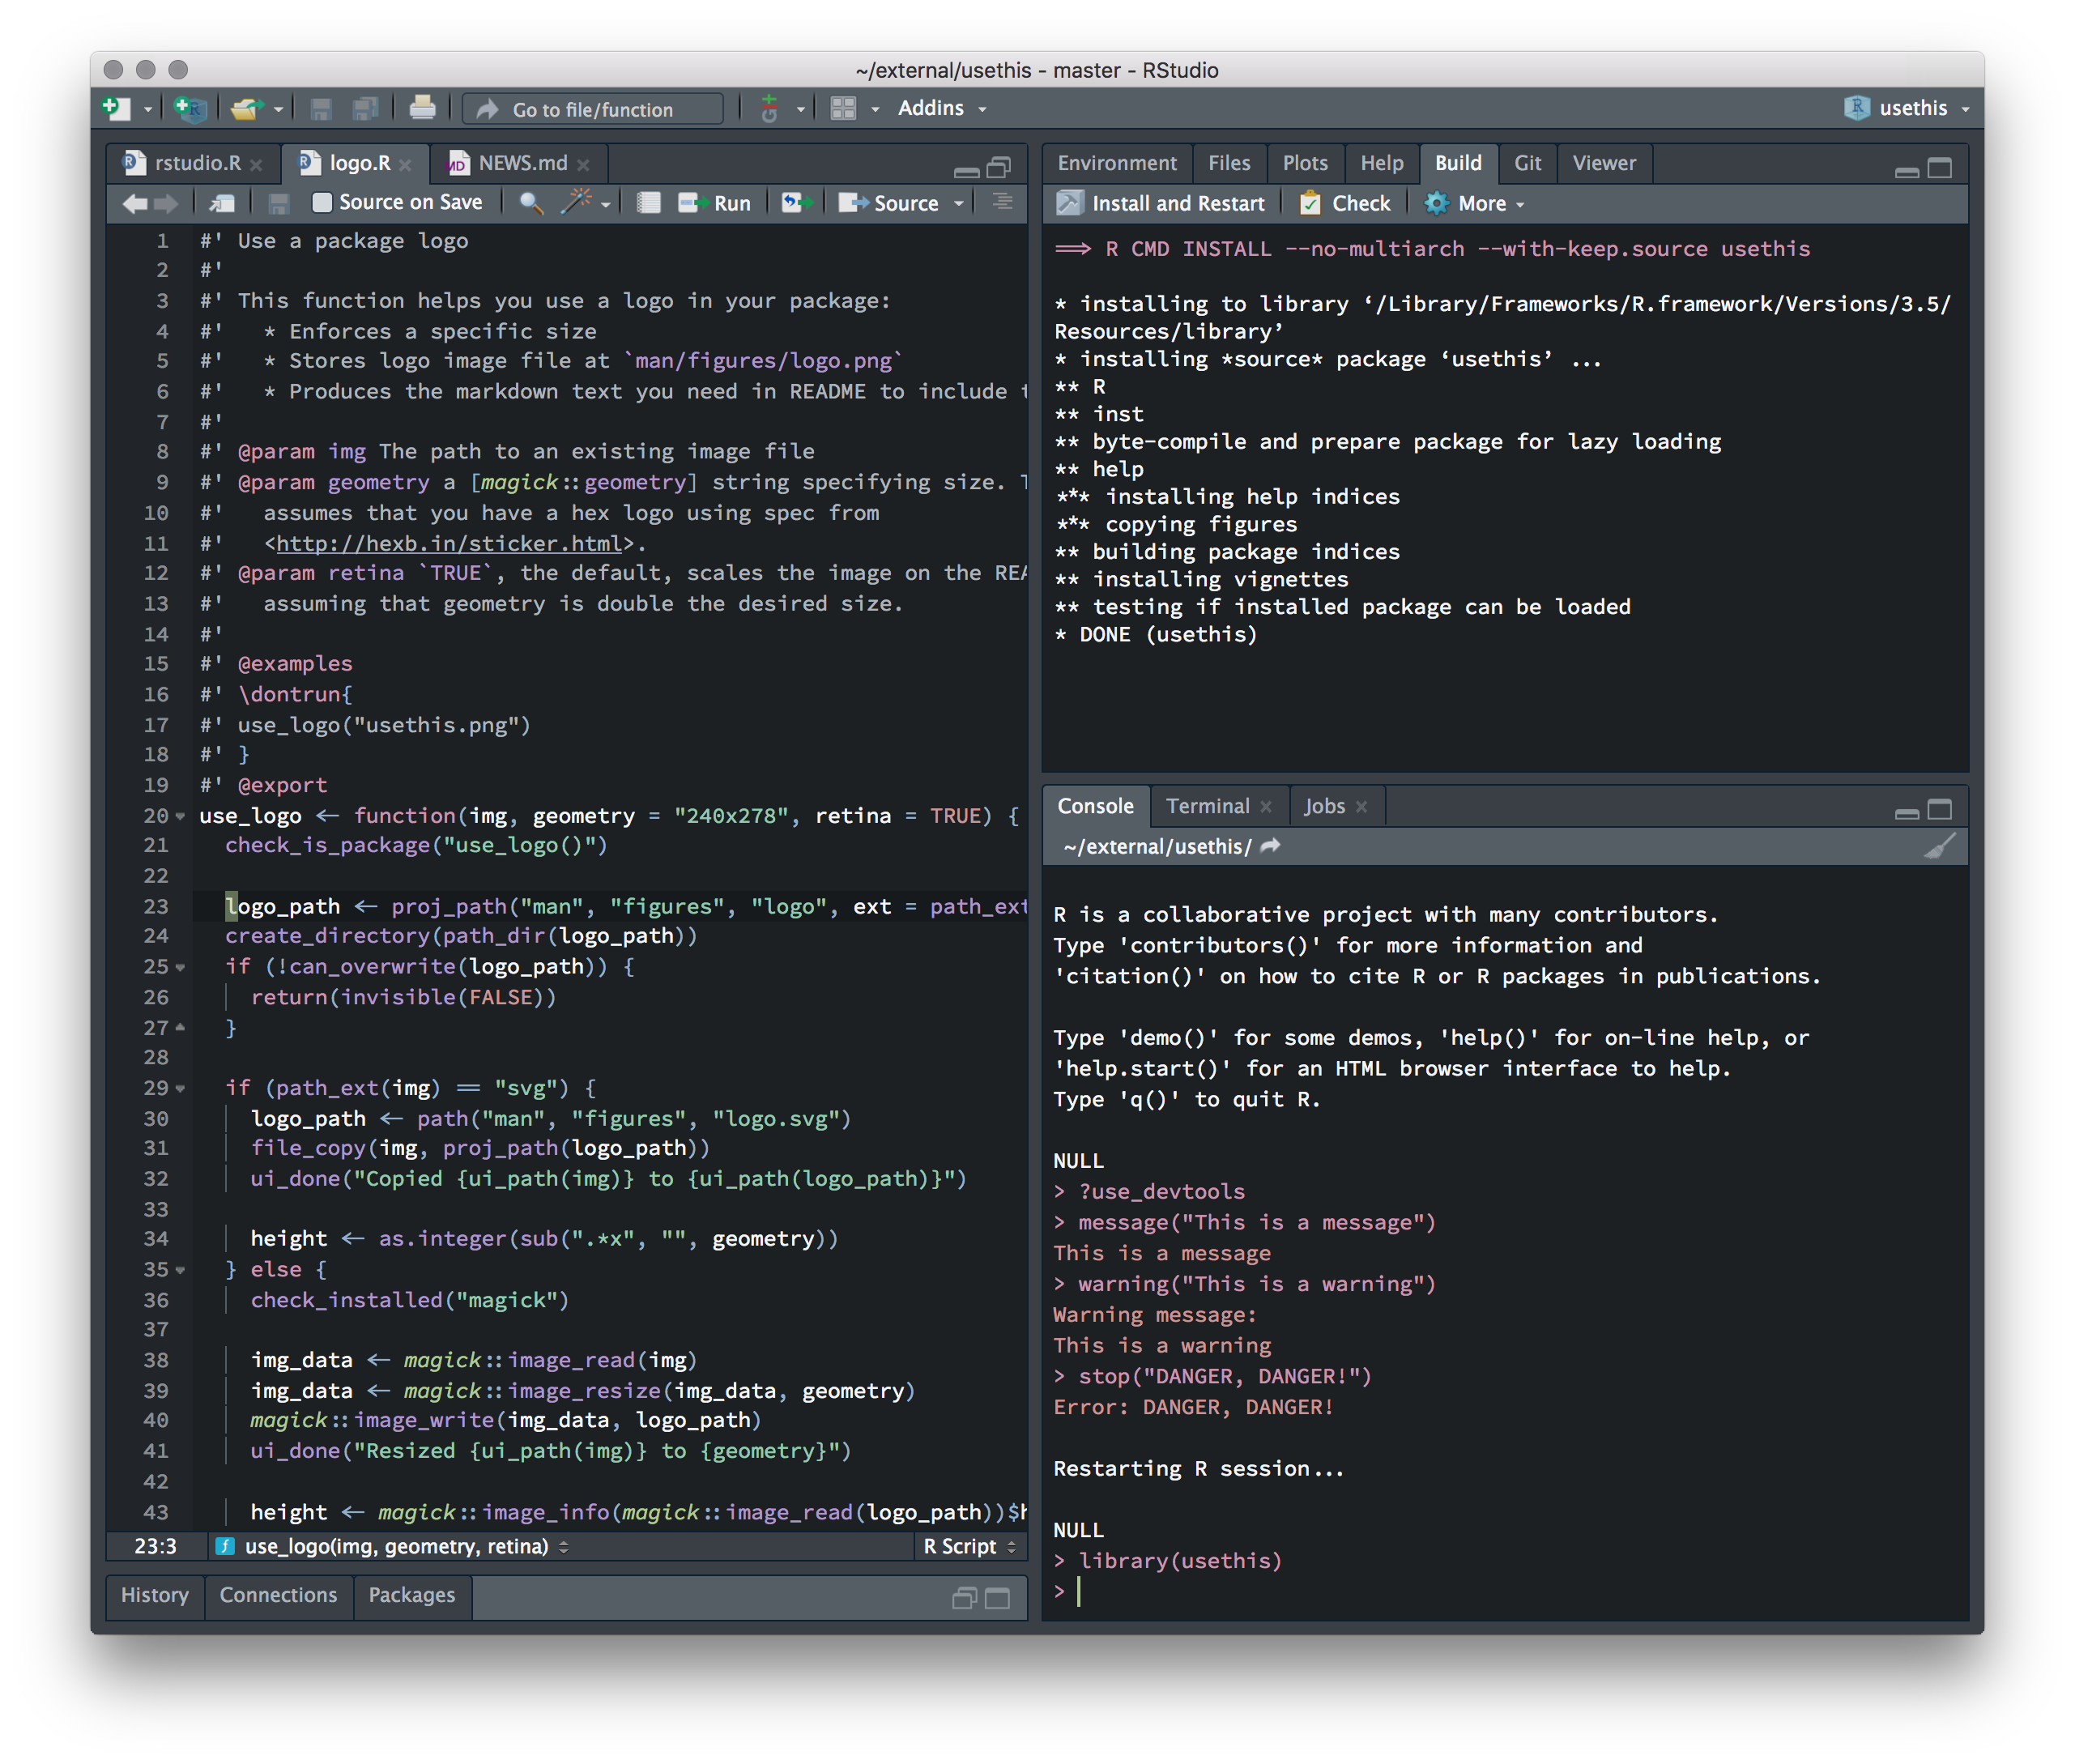 ~/external/usethis - master - RStudio
Go to file/function
Addins
usethis
rstudio.R
logo.R
NEWS.md
Source on Save
Run
Source
1 #' Use a package logo
2 #'
3 #' This function helps you use a logo in your package:
4 #'   * Enforces a specific size
5 #'   * Stores logo image file at `man/figures/logo.png`
6 #'   * Produces the markdown text you need in README to include
7 #'
8 #' @param img The path to an existing image file
9 #' @param geometry a [magick::geometry] string specifying size.
10 #'   assumes that you have a hex logo using spec from
11 #'   <http://hexb.in/sticker.html>.
12 #' @param retina `TRUE`, the default, scales the image on the REA
13 #'   assuming that geometry is double the desired size.
14 #'
15 #' @examples
16 #' \dontrun{
17 #' use_logo("usethis.png")
18 #' }
19 #' @export
20 use_logo <- function(img, geometry = "240x278", retina = TRUE) {
21   check_is_package("use_logo()")
22
23   logo_path <- proj_path("man", "figures", "logo", ext = path_ext
24   create_directory(path_dir(logo_path))
25   if (!can_overwrite(logo_path)) {
26     return(invisible(FALSE))
27   }
28
29   if (path_ext(img) == "svg") {
30     logo_path <- path("man", "figures", "logo.svg")
31     file_copy(img, proj_path(logo_path))
32     ui_done("Copied {ui_path(img)} to {ui_path(logo_path)}")
33
34     height <- as.integer(sub(".*x", "", geometry))
35   } else {
36     check_installed("magick")
37
38     img_data <- magick::image_read(img)
39     img_data <- magick::image_resize(img_data, geometry)
40     magick::image_write(img_data, logo_path)
41     ui_done("Resized {ui_path(img)} to {geometry}")
42
43     height <- magick::image_info(magick::image_read(logo_path))$h
23:3
use_logo(img, geometry, retina)
R Script
History
Connections
Packages
Environment
Files
Plots
Help
Build
Git
Viewer
Install and Restart
Check
More
==> R CMD INSTALL --no-multiarch --with-keep.source usethis
* installing to library ‘/Library/Frameworks/R.framework/Versions/3.5/
Resources/library’
* installing *source* package ‘usethis’ ...
** R
** inst
** byte-compile and prepare package for lazy loading
** help
*** installing help indices
*** copying figures
** building package indices
** installing vignettes
** testing if installed package can be loaded
* DONE (usethis)
Console
Terminal
Jobs
~/external/usethis/
R is a collaborative project with many contributors.
Type 'contributors()' for more information and
'citation()' on how to cite R or R packages in publications.
Type 'demo()' for some demos, 'help()' for on-line help, or
'help.start()' for an HTML browser interface to help.
Type 'q()' to quit R.
NULL
> ?use_devtools
> message("This is a message")
This is a message
> warning("This is a warning")
Warning message:
This is a warning
> stop("DANGER, DANGER!")
Error: DANGER, DANGER!
Restarting R session...
NULL
> library(usethis)
>